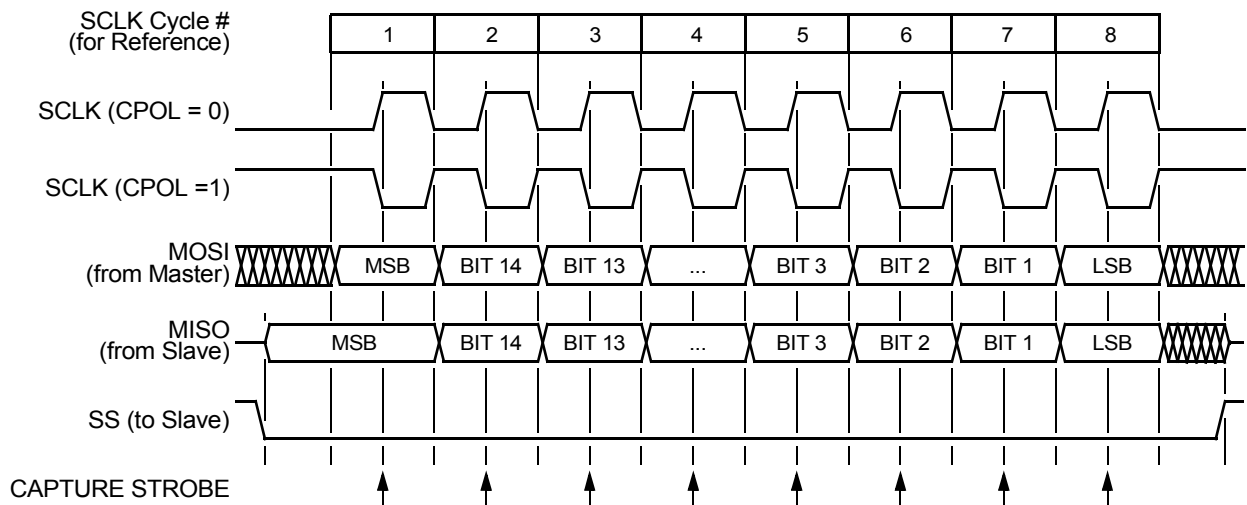 SCLK Cycle #
(for Reference)
1 2 3 4 5 6 7 8
SCLK (CPOL = 0)
SCLK (CPOL =1)
MOSI
(from Master)
MSB BIT 14 BIT 13 ... BIT 3 BIT 2 BIT 1 LSB
MISO
(from Slave)
MSB BIT 14 BIT 13 ... BIT 3 BIT 2 BIT 1 LSB
SS (to Slave)
CAPTURE STROBE